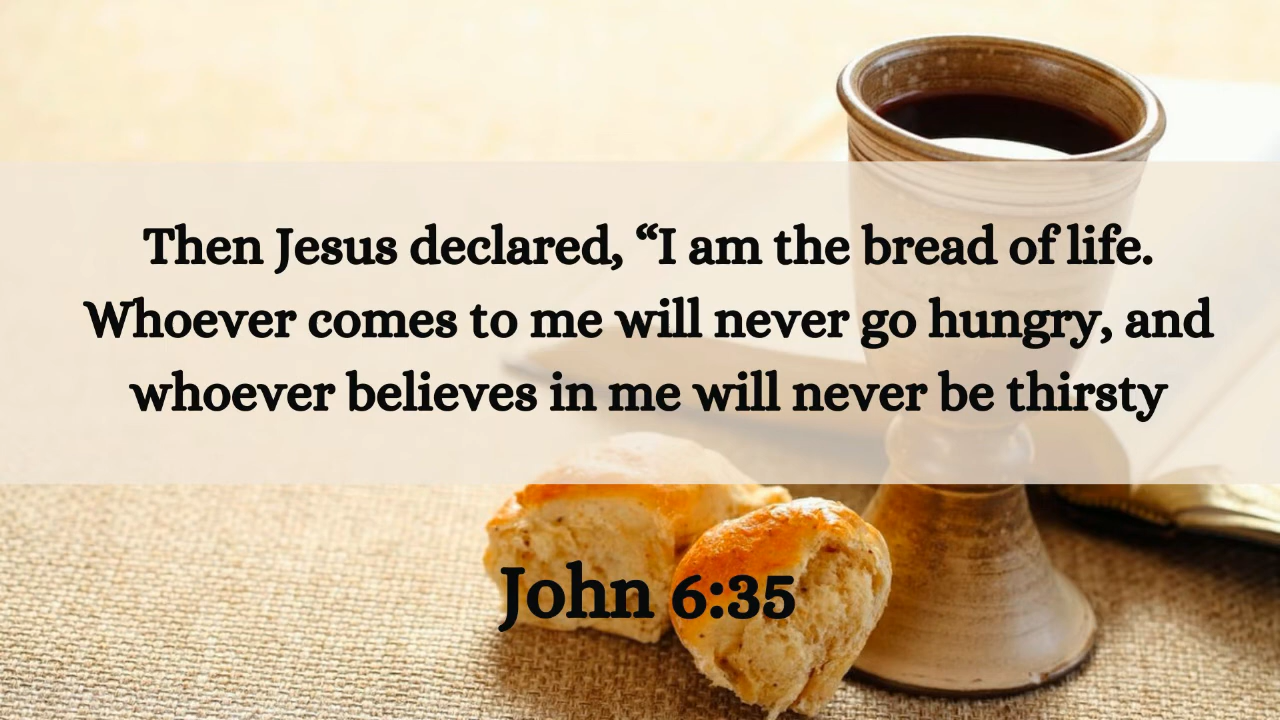 Then Jesus declared, “I am the bread of life.
Whoever comes to me will never go hungry, and
whoever believes in me will never be thirsty
John 6:35